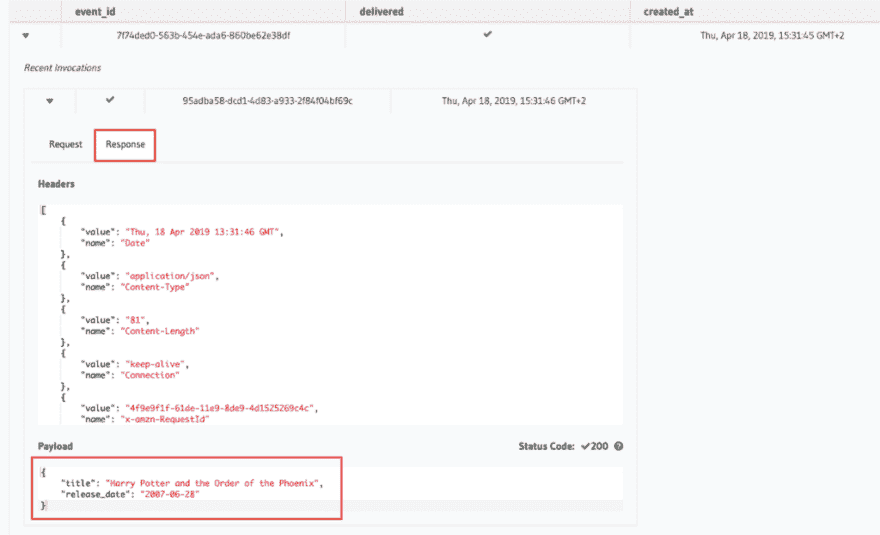 event_id delivered created_at
7f74ded0-563b-454e-ada6-860be62e38df Thu, Apr 18, 2019, 15:31:45 GMT+2
Recent Invocations
95adba58-dcd1-4d83-a933-2f84f04bf69c Thu, Apr 18, 2019, 15:31:46 GMT+2
Request Response
Headers
[
{
"value": "Thu, 18 Apr 2019 13:31:46 GMT",
"name": "Date"
},
{
"value": "application/json",
"name": "Content-Type"
},
{
"value": "81",
"name": "Content-Length"
},
{
"value": "keep-alive",
"name": "Connection"
},
{
"value": "4f9e9f1f-61de-11e9-8de9-4d1525269c4c",
"name": "x-amzn-RequestId"
Payload Status Code: ✔200
{
"title": "Harry Potter and the Order of the Phoenix",
"release_date": "2007-06-28"
}